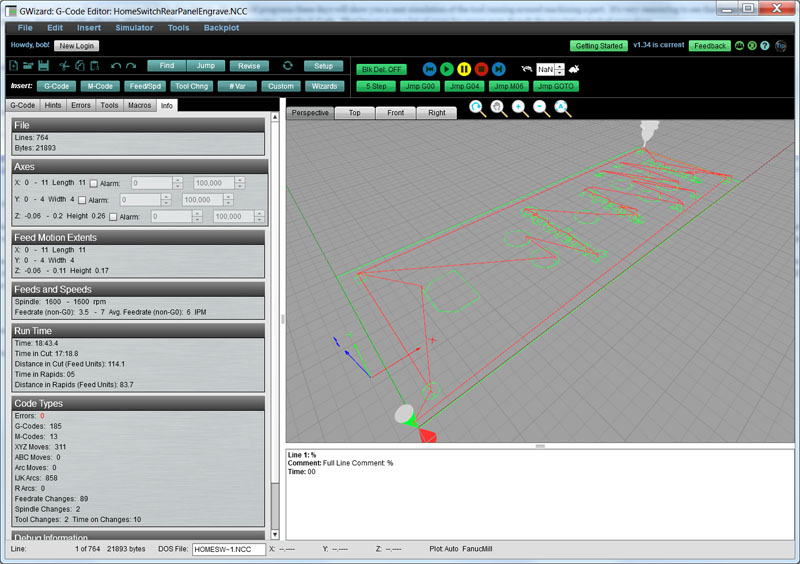 GWizard: G-Code Editor: HomeSwitchRearPanelEngrave.NCC
File Edit Insert Simulator Tools Backplot
Howdy, bob! New Login Getting Started v1.34 is current Feedback
Find Jump Revise Setup Blk Del: OFF NaN
Insert: G-Code M-Code Feed/Spd Tool Chng # Var Custom Wizards 5 Step Jmp G00 Jmp G04 Jmp M06 Jmp GOTO
G-Code Hints Errors Tools Macros Info Perspective Top Front Right
File
Lines: 764
Bytes: 21893
Axes
X: 0 - 11 Length 11 Alarm: 0 100,000
Y: 0 - 4 Width 4 Alarm: 0 100,000
Z: -0.06 - 0.2 Height 0.26 Alarm: 0 100,000
Feed Motion Extents
X: 0 - 11 Length 11
Y: 0 - 4 Width 4
Z: -0.06 - 0.11 Height 0.17
Feeds and Speeds
Spindle: 1600 - 1600 rpm
Feedrate (non-G0): 3.5 - 7 Avg. Feedrate (non-G0): 6 IPM
Run Time
Time: 18:43.4
Time in Cut: 17:18.8
Distance in Cut (Feed Units): 114.1
Time in Rapids: 05
Distance in Rapids (Feed Units): 83.7
Code Types
Errors: 0
G-Codes: 185
M-Codes: 13
XYZ Moves: 311
ABC Moves: 0
Arc Moves: 0
IJK Arcs: 858
R Arcs: 0
Feedrate Changes: 89
Spindle Changes: 2
Tool Changes: 2 Time on Changes: 10
Debug Information
X
Line 1: %
Comment: Full Line Comment: %
Time: 00
Line: 1 of 764 21893 bytes DOS File: HOMESW~1.NCC X: --.---- Y: --.---- Z: --.---- Plot: Auto FanucMill